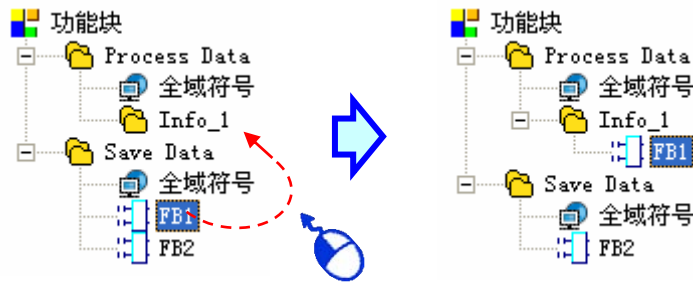 功能块
Process Data
全域符号
Info_1
Save Data
全域符号
FB1
FB2
功能块
Process Data
全域符号
Info_1
FB1
Save Data
全域符号
FB2